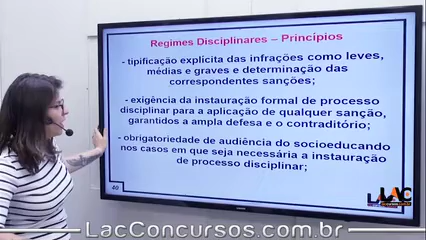 Regimes Disciplinares – Princípios
- tipificação explícita das infrações como leves,
médias e graves e determinação das
correspondentes sanções;
- exigência da instauração formal de processo
disciplinar para a aplicação de qualquer sanção,
garantidos a ampla defesa e o contraditório;
- obrigatoriedade de audiência do socioeducando
nos casos em que seja necessária a instauração
de processo disciplinar;
40
LAC
LacConcursos.com.br